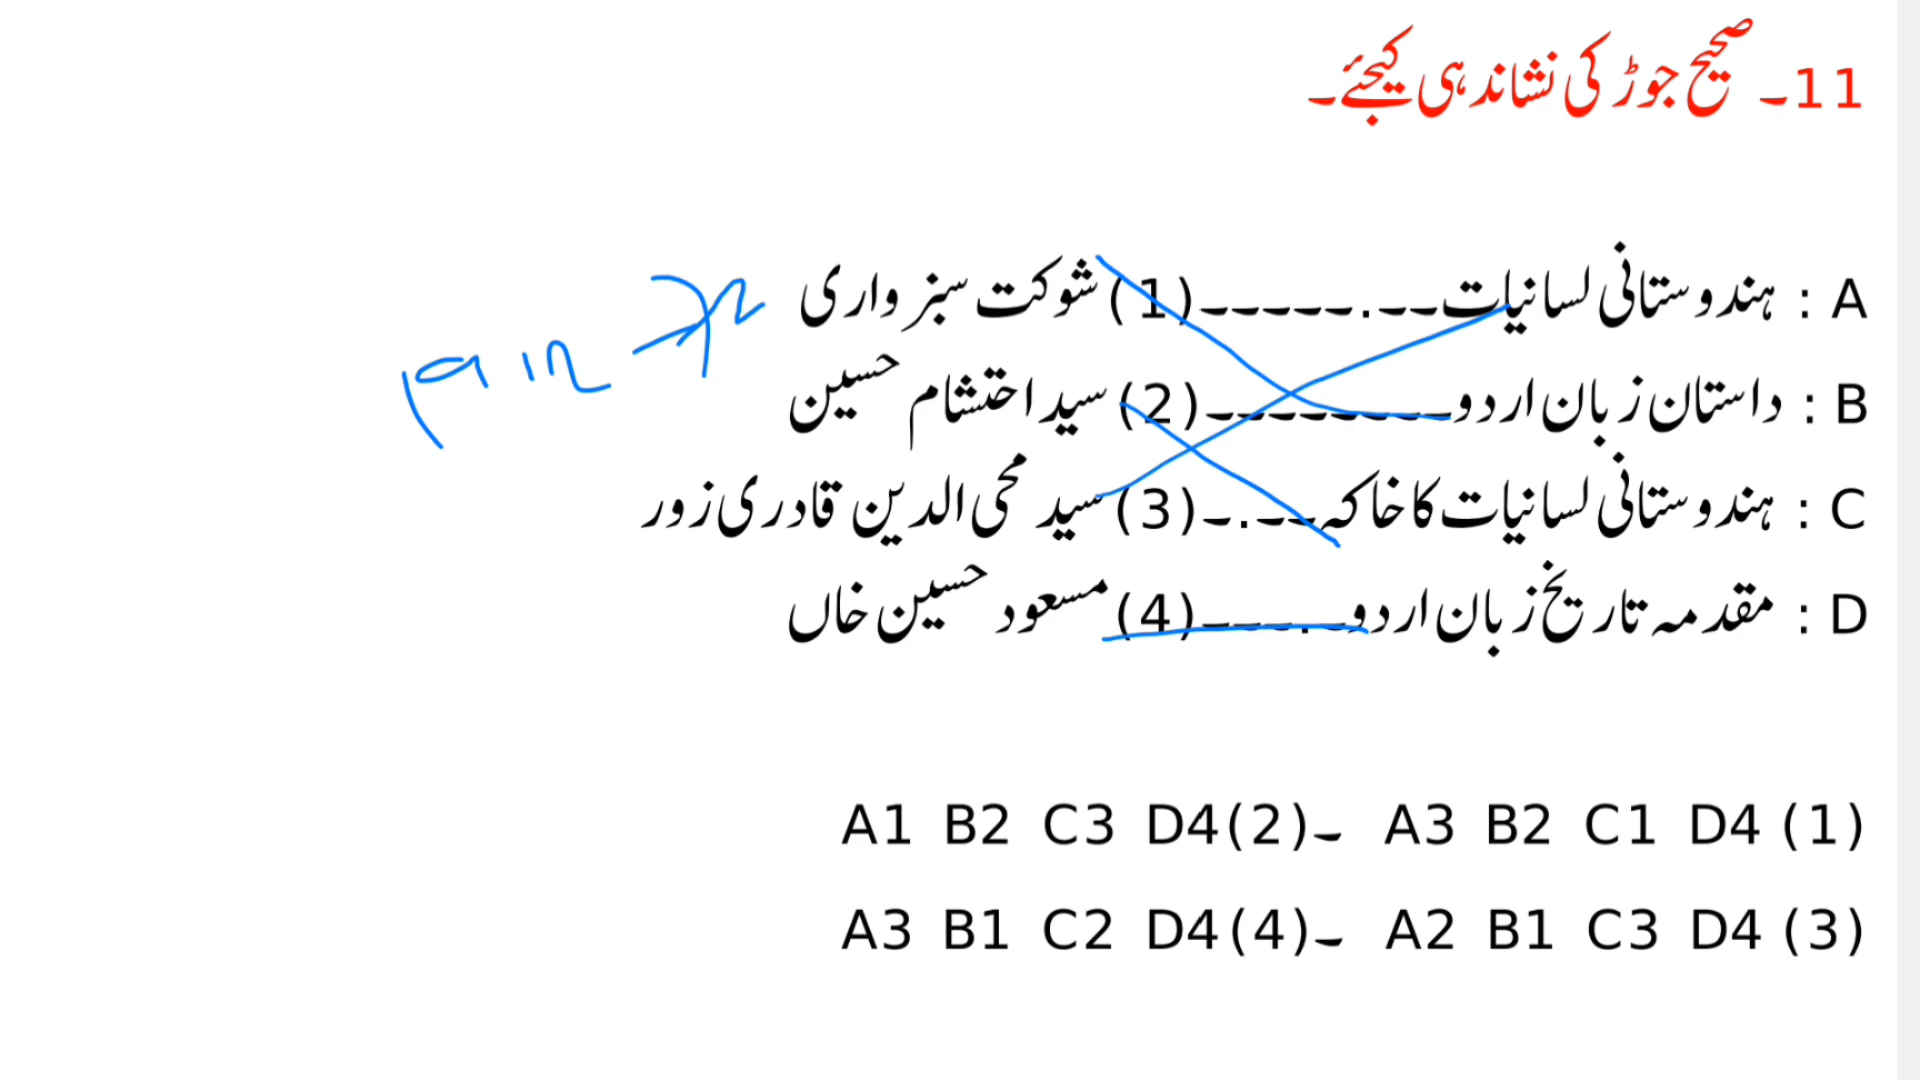 11۔ صحیح جوڑ کی نشاندہی کیجئے۔
A : ہندوستانی لسانیات۔۔.۔۔۔۔۔(1) شوکت سبزواری
B : داستان زبان اردو۔۔۔۔۔۔۔۔(2) سید احتشام حسین
C : ہندوستانی لسانیات کا خاکہ۔۔.۔(3) سید محی الدین قادری زور
D : مقدمہ تاریخ زبان اردو۔.۔۔۔(4) مسعود حسین خاں
A3 B2 C1 D4 (1) ۔ A1 B2 C3 D4(2)
A2 B1 C3 D4 (3) ۔ A3 B1 C2 D4(4)